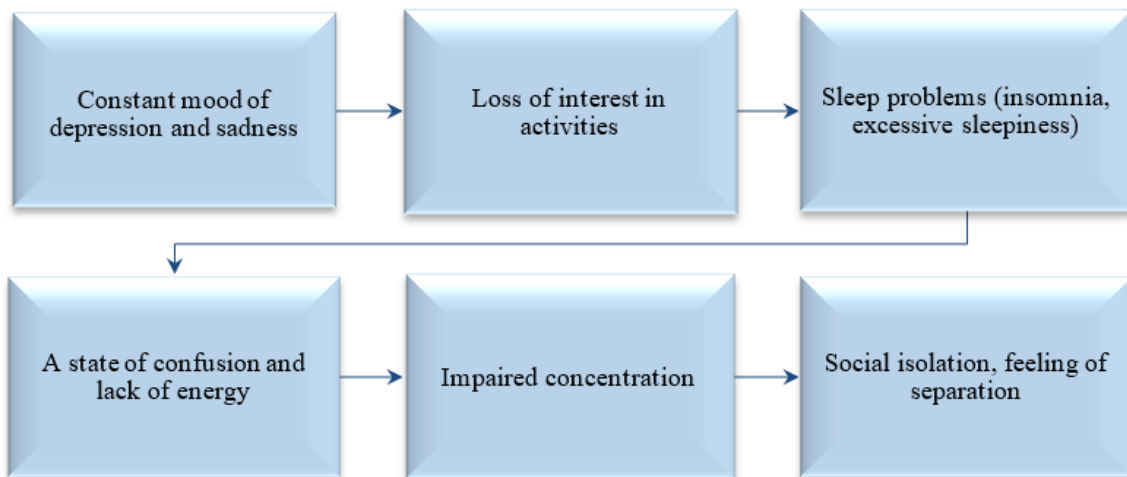 Constant mood of
depression and sadness
Loss of interest in
activities
Sleep problems (insomnia,
excessive sleepiness)
A state of confusion and
lack of energy
Impaired concentration
Social isolation, feeling of
separation